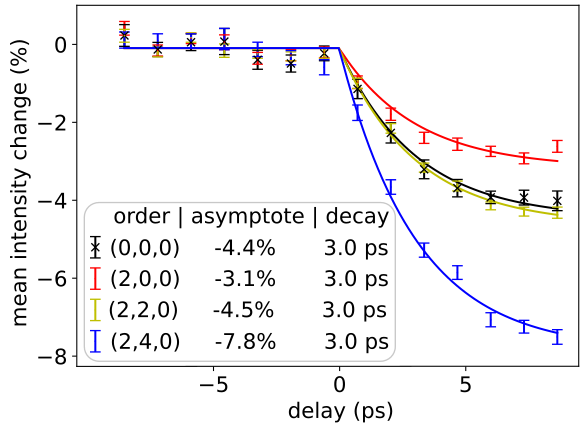 mean intensity change (%)
0
−2
−4
−6
−8
order | asymptote | decay
(0,0,0) -4.4% 3.0 ps
(2,0,0) -3.1% 3.0 ps
(2,2,0) -4.5% 3.0 ps
(2,4,0) -7.8% 3.0 ps
−5 0 5
delay (ps)